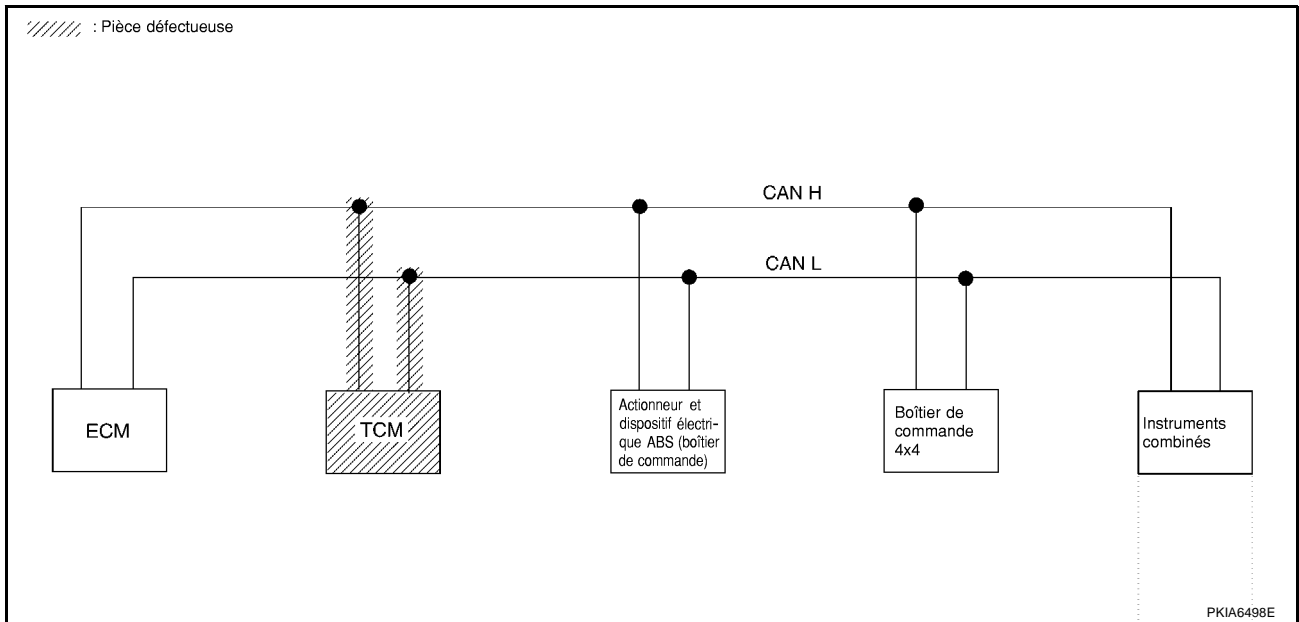 : Pièce défectueuse
CAN H
CAN L
ECM
TCM
Actionneur et
dispositif électri-
que ABS (boîtier
de commande)
Boîtier de
commande
4x4
Instruments
combinés
PKIA6498E